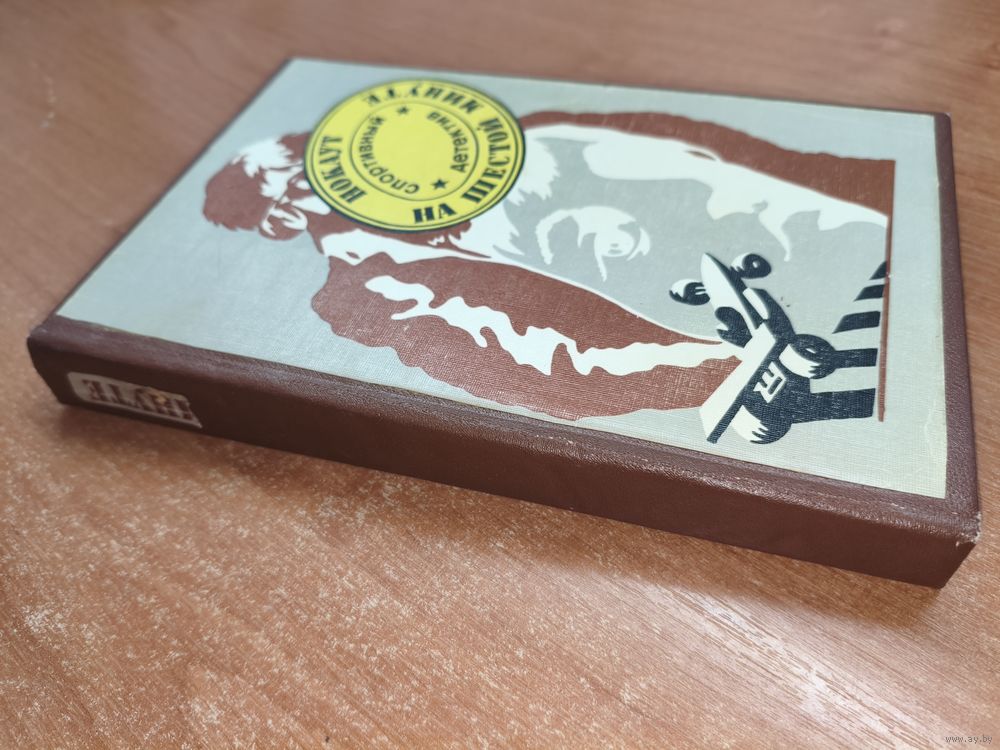 НОКАУТ
НА ШЕСТОЙ
МИНУТЕ
спортивный
детектив
www.ay.by